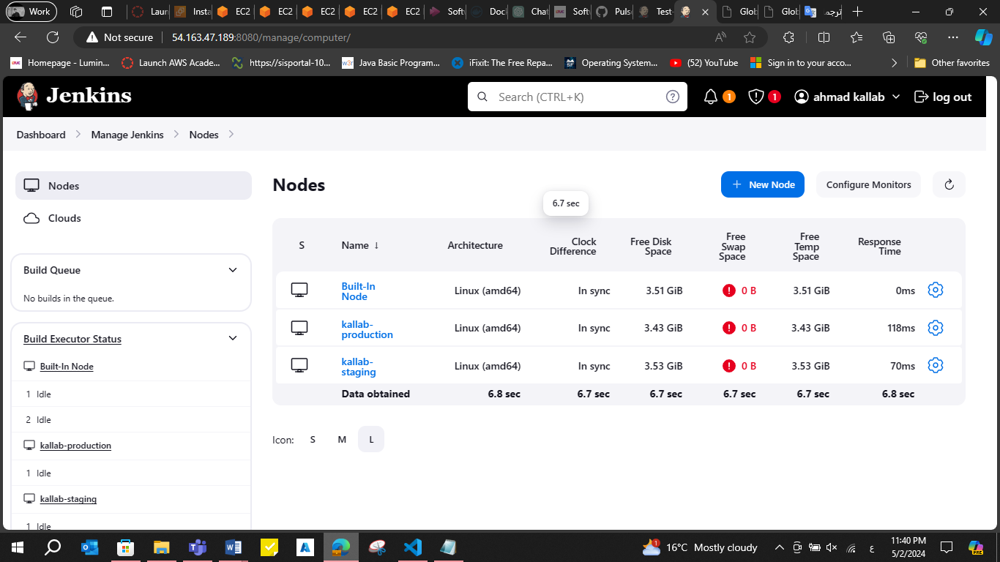 Work
Laun
Insta
EC2
EC2
EC2
EC2
EC2
Softw
Doc
Chat
Soft
Puls
Test-
Glob
Glob
ترجمة
Not secure
54.163.47.189:8080/manage/computer/
Homepage - Lumin...
Launch AWS Acade...
https://sisportal-10...
Java Basic Program...
iFixit: The Free Repa...
Operating System...
(52) YouTube
Sign in to your acco...
Other favorites
Jenkins
Search (CTRL+K)
1
1
ahmad kallab
log out
Dashboard
Manage Jenkins
Nodes
Nodes
Clouds
Build Queue
No builds in the queue.
Build Executor Status
Built-In Node
1 Idle
2 Idle
kallab-production
1 Idle
kallab-staging
1 Idle
Nodes
+ New Node
Configure Monitors
6.7 sec
S
Name ↓
Architecture
Clock
Difference
Free Disk
Space
Free
Swap
Space
Free
Temp
Space
Response
Time
Built-In
Node
Linux (amd64)
In sync
3.51 GiB
0 B
3.51 GiB
0ms
kallab-
production
Linux (amd64)
In sync
3.43 GiB
0 B
3.43 GiB
118ms
kallab-
staging
Linux (amd64)
In sync
3.53 GiB
0 B
3.53 GiB
70ms
Data obtained
6.8 sec
6.7 sec
6.7 sec
6.7 sec
6.7 sec
6.8 sec
Icon:
S
M
L
16°C Mostly cloudy
ع
11:40 PM
5/2/2024